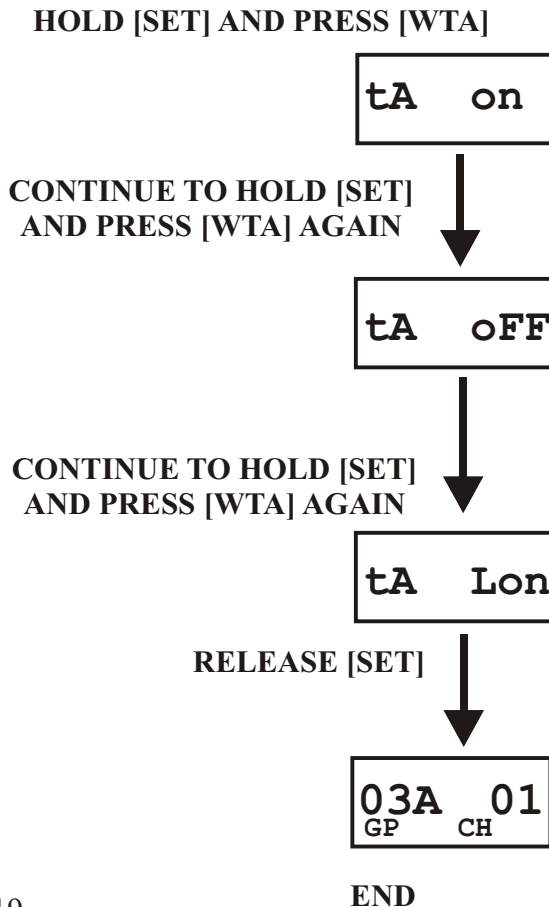 HOLD [SET] AND PRESS [WTA]
tA on
CONTINUE TO HOLD [SET]
AND PRESS [WTA] AGAIN
tA oFF
CONTINUE TO HOLD [SET]
AND PRESS [WTA] AGAIN
tA Lon
RELEASE [SET]
03A 01
GP CH
END